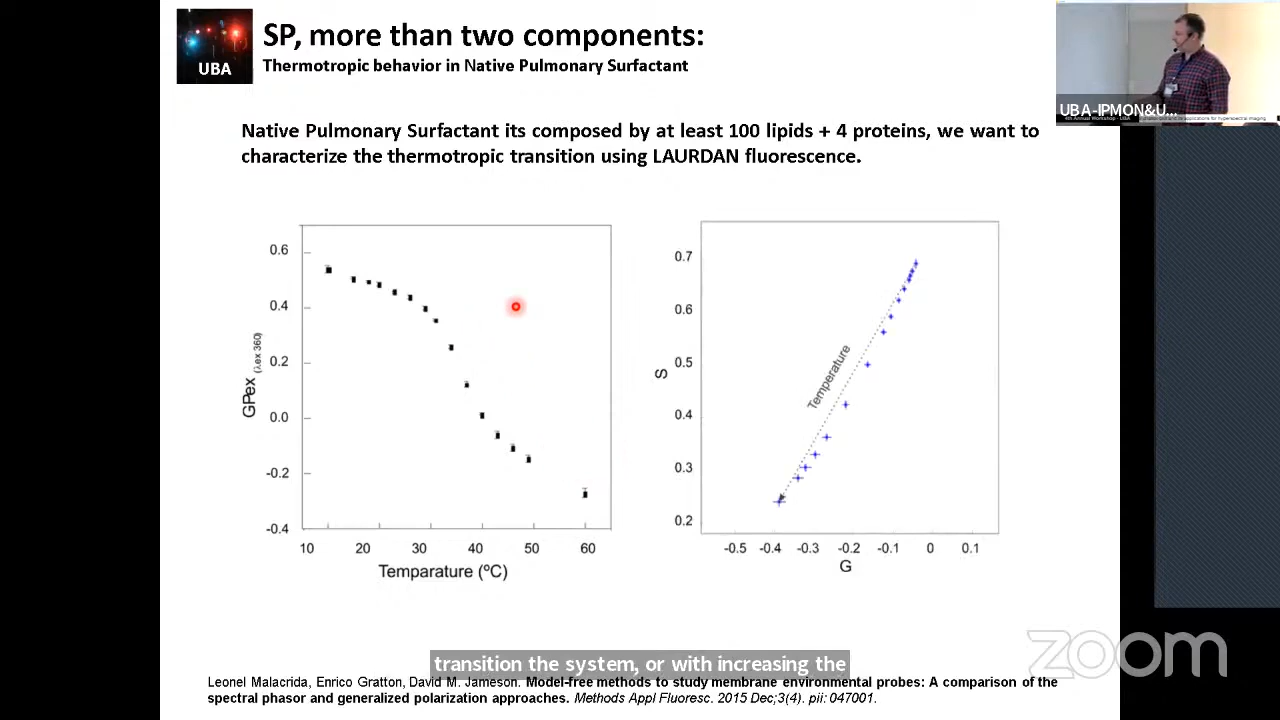 SP, more than two components:
UBA
Thermotropic behavior in Native Pulmonary Surfactant
UBA-IPMON&U...
4th Annual Workshop - UBA
Native Pulmonary Surfactant its composed by at least 100 lipids + 4 proteins, we want to
characterize the thermotropic transition using LAURDAN fluorescence.
0.6
0.4
0.2
0.0
-0.2
-0.4
GPex (λex 360)
10 20 30 40 50 60
Temparature (ºC)
0.7
0.6
0.5
0.4
0.3
0.2
S
Temperature
-0.5 -0.4 -0.3 -0.2 -0.1 0 0.1
G
transition the system, or with increasing the
zoom
Leonel Malacrida, Enrico Gratton, David M. Jameson. Model-free methods to study membrane environmental probes: A comparison of the
spectral phasor and generalized polarization approaches. Methods Appl Fluoresc. 2015 Dec;3(4). pii: 047001.